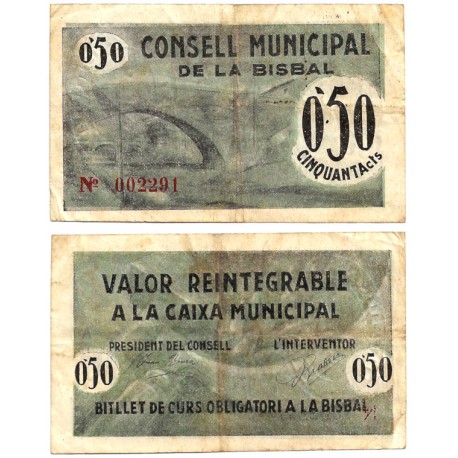 0'50 CONSELL MUNICIPAL
DE LA BISBAL
0'50
CINQUANTA cts
Nº 002291
VALOR REINTEGRABLE
A LA CAIXA MUNICIPAL
PRESIDENT DEL CONSELL L'INTERVENTOR
0'50 0'50
BITLLET DE CURS OBLIGATORI A LA BISBAL